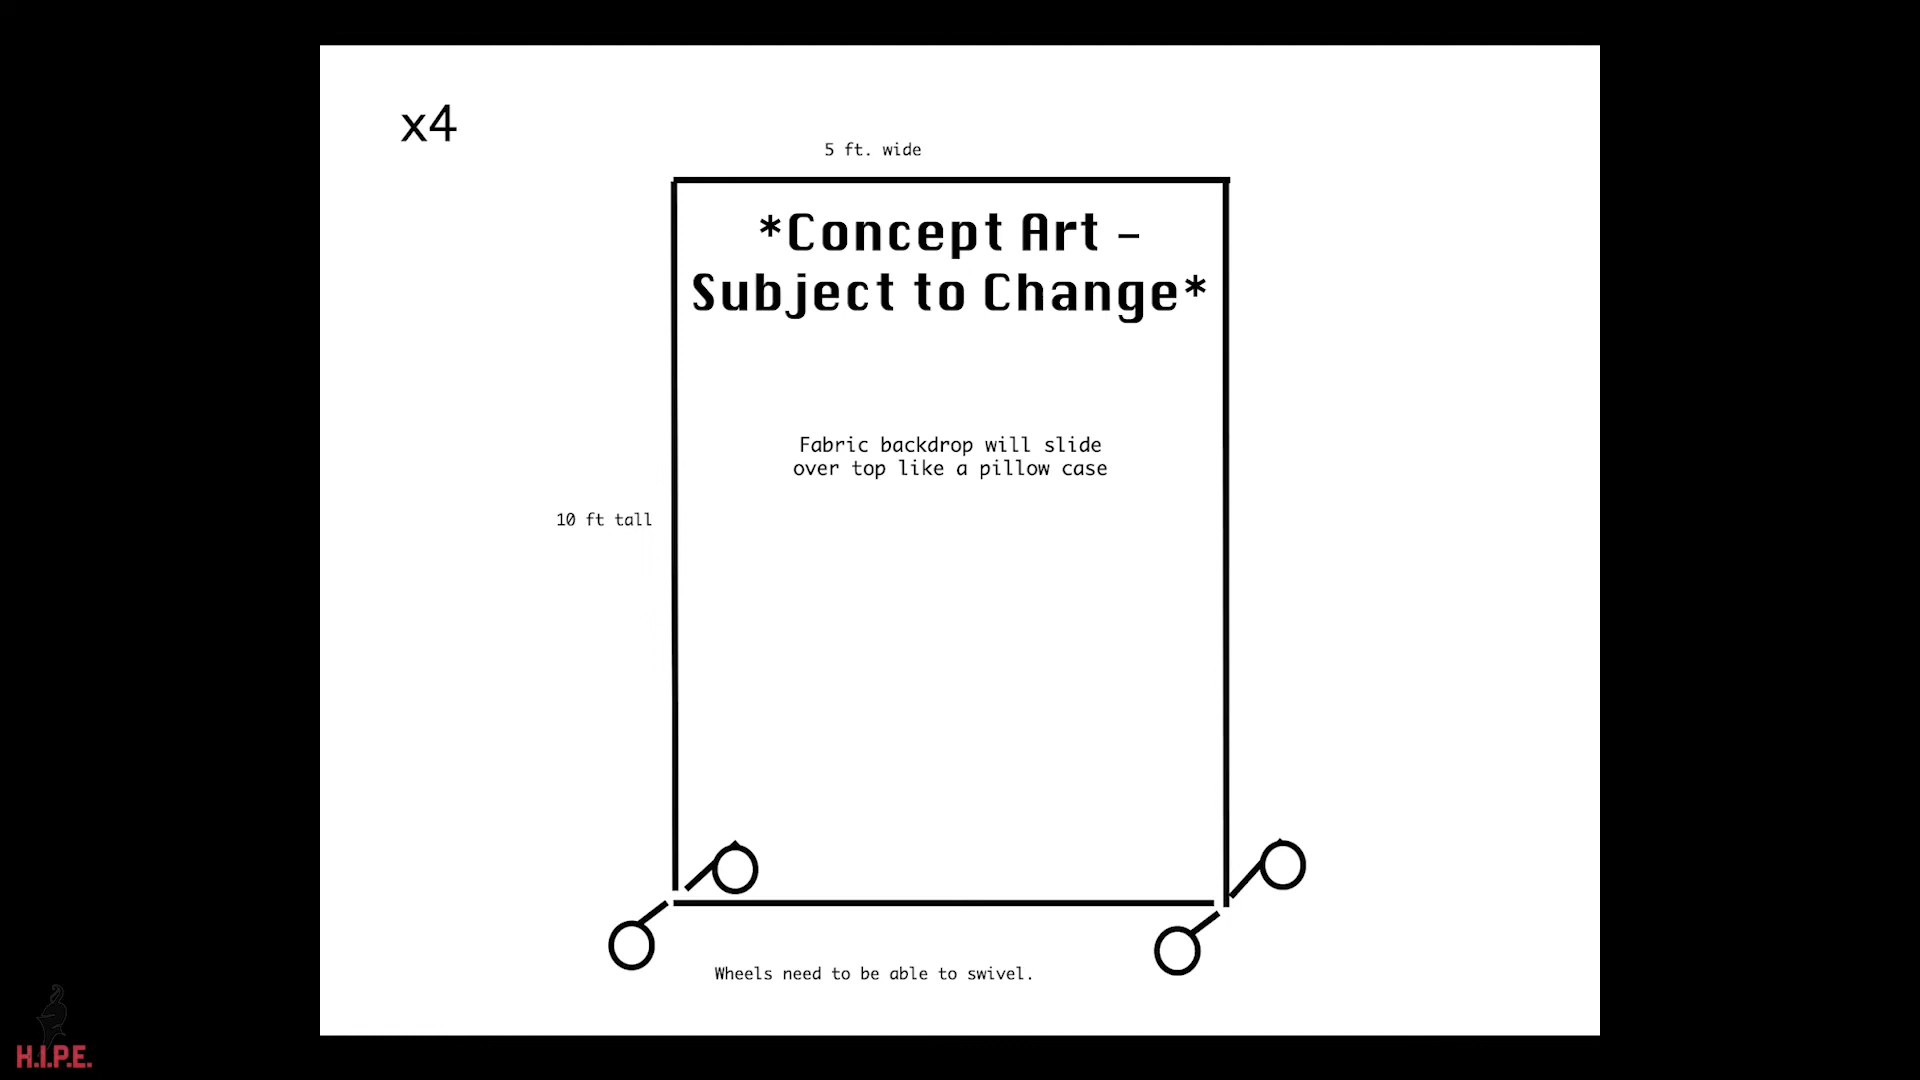 x4
5 ft. wide
*Concept Art –
Subject to Change*
Fabric backdrop will slide
over top like a pillow case
10 ft tall
Wheels need to be able to swivel.
H.I.P.E.